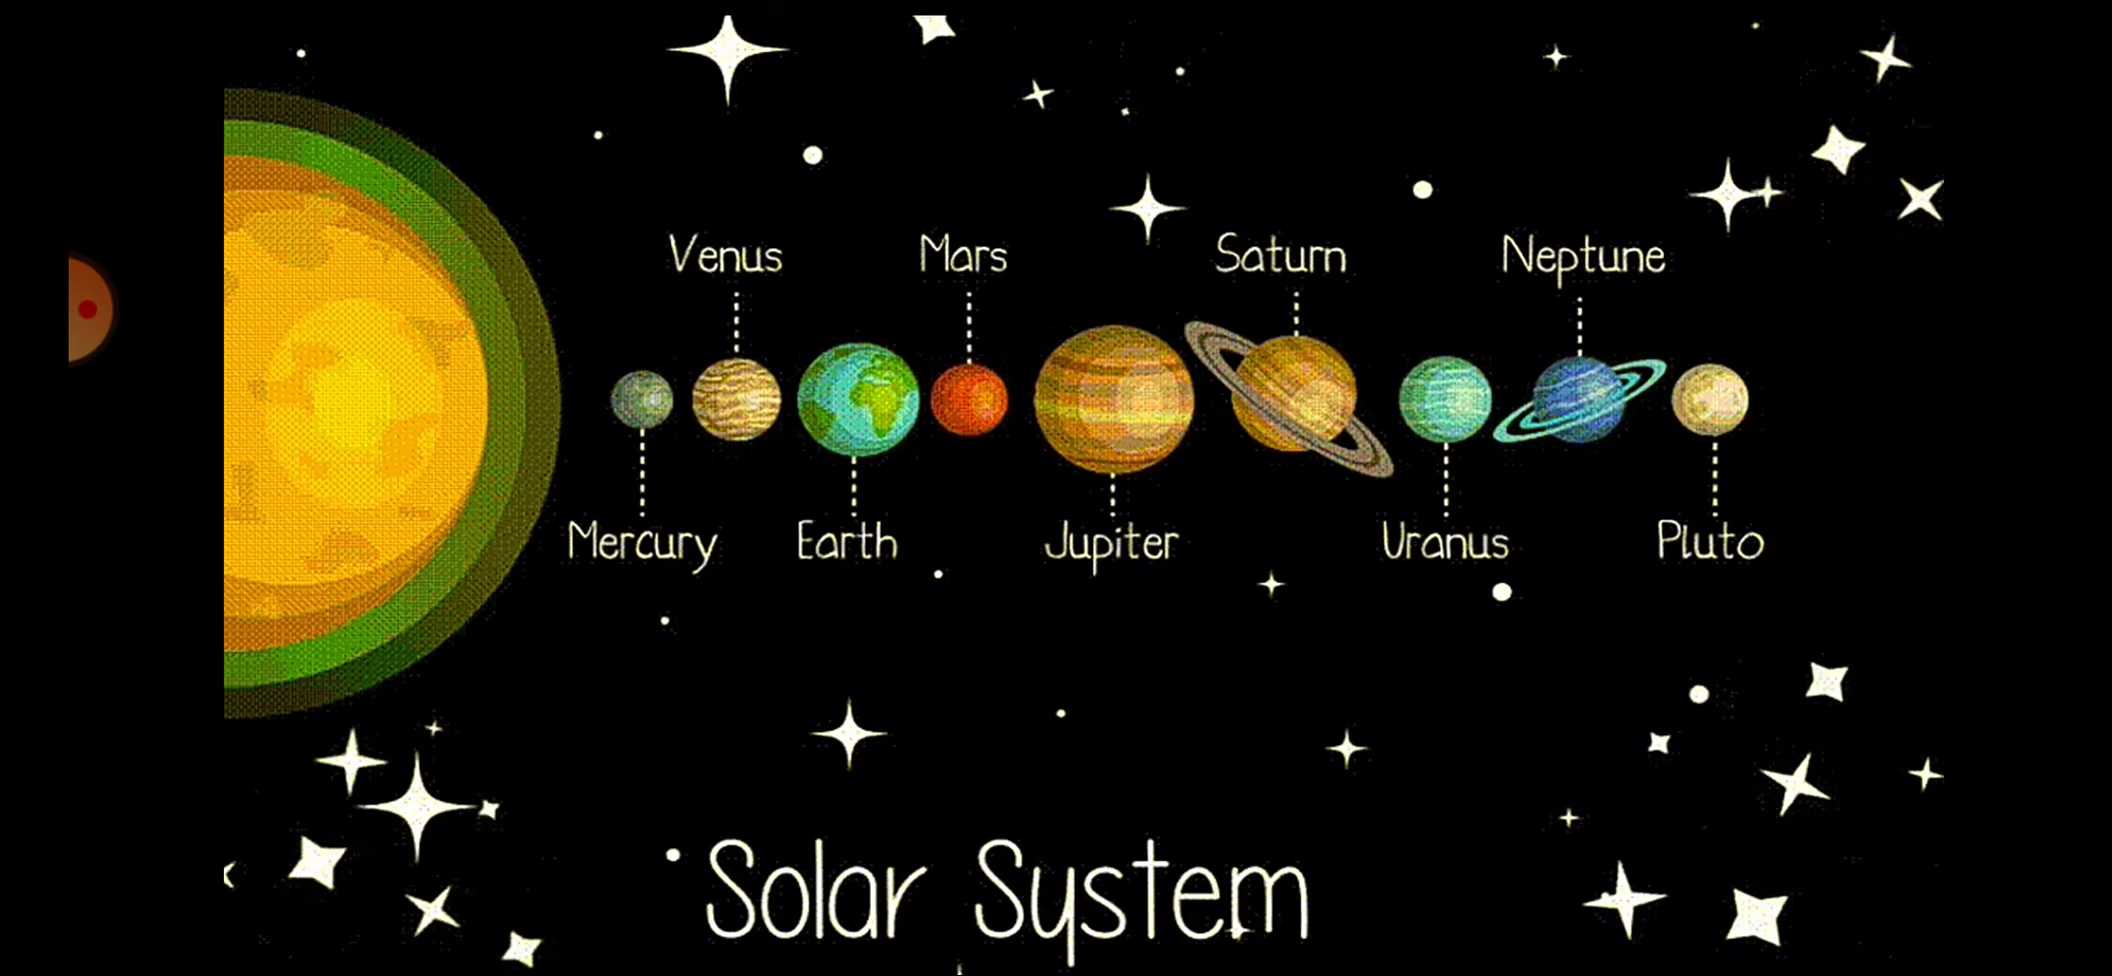 Venus Mars Saturn Neptune
Mercury Earth Jupiter Uranus Pluto
Solar System